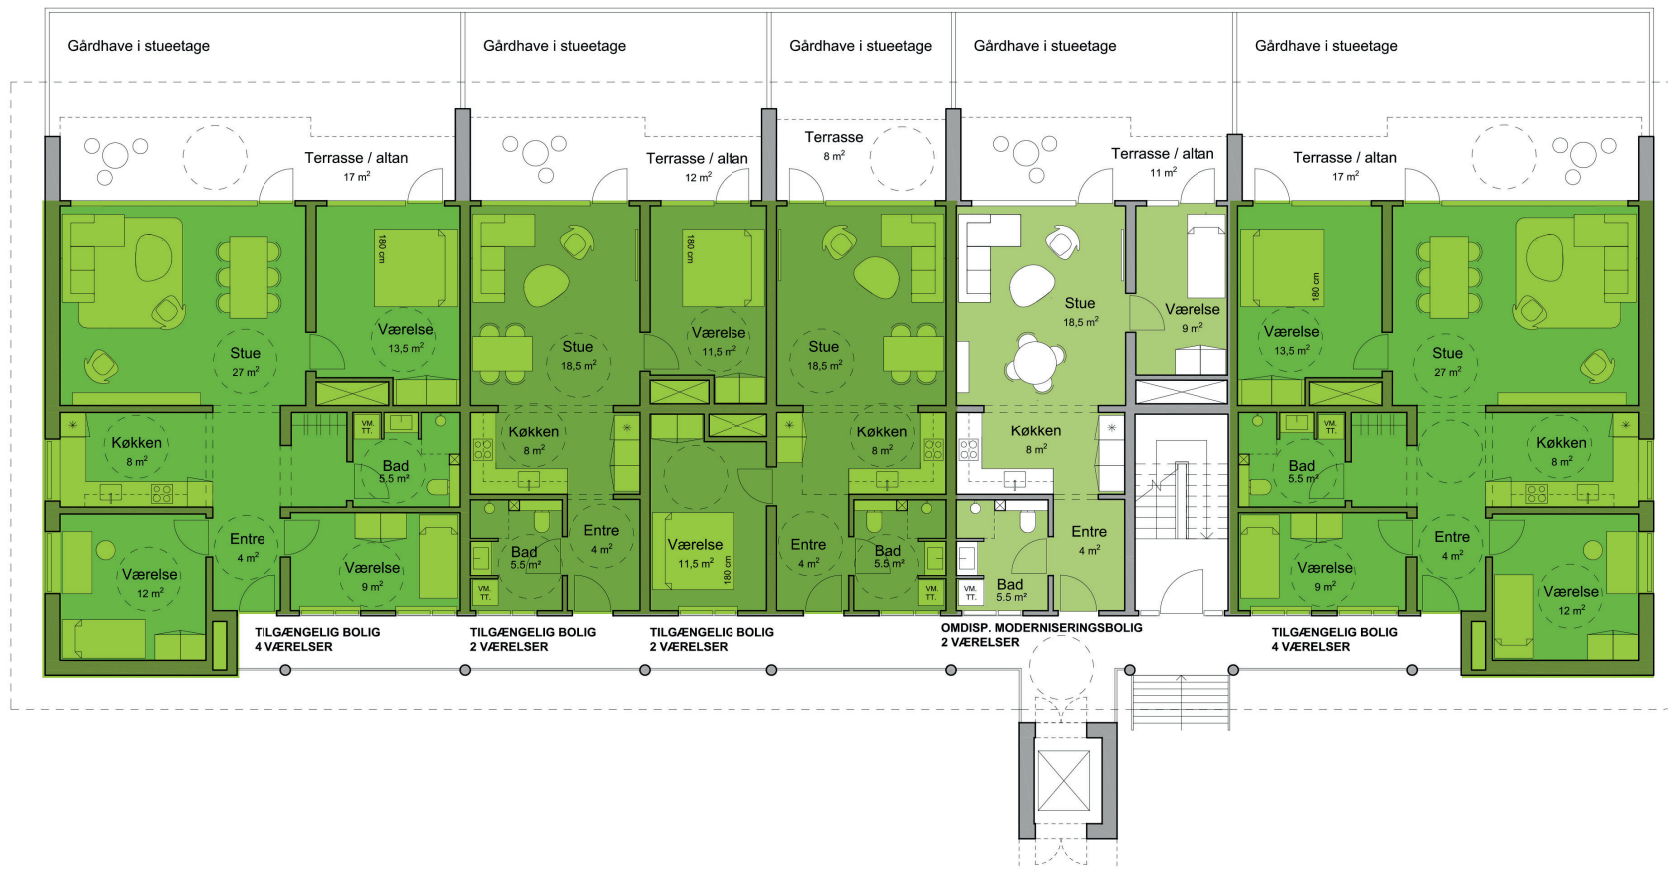 Gårdhave i stueetage
Gårdhave i stueetage
Gårdhave i stueetage
Gårdhave i stueetage
Gårdhave i stueetage
Terrasse / altan
17 m²
Terrasse / altan
12 m²
Terrasse
8 m²
Terrasse / altan
11 m²
Terrasse / altan
17 m²
180 cm
Værelse
13,5 m²
Stue
27 m²
Køkken
8 m²
VM.
TT.
Bad
5.5 m²
Entre
4 m²
Værelse
12 m²
Værelse
9 m²
TILGÆNGELIG BOLIG
4 VÆRELSER
Stue
18,5 m²
180 cm
Værelse
11,5 m²
Køkken
8 m²
Bad
5.5 m²
VM.
TT.
Entre
4 m²
TILGÆNGELIG BOLIG
2 VÆRELSER
Stue
18,5 m²
Køkken
8 m²
Værelse
11,5 m²
180 cm
Entre
4 m²
Bad
5.5 m²
VM.
TT.
TILGÆNGELIG BOLIG
2 VÆRELSER
Stue
18,5 m²
Værelse
9 m²
Køkken
8 m²
Bad
5.5 m²
VM.
TT.
Entre
4 m²
OMDISP. MODERNISERINGSBOLIG
2 VÆRELSER
180 cm
Værelse
13,5 m²
Stue
27 m²
VM.
TT.
Bad
5.5 m²
Køkken
8 m²
Værelse
9 m²
Entre
4 m²
Værelse
12 m²
TILGÆNGELIG BOLIG
4 VÆRELSER